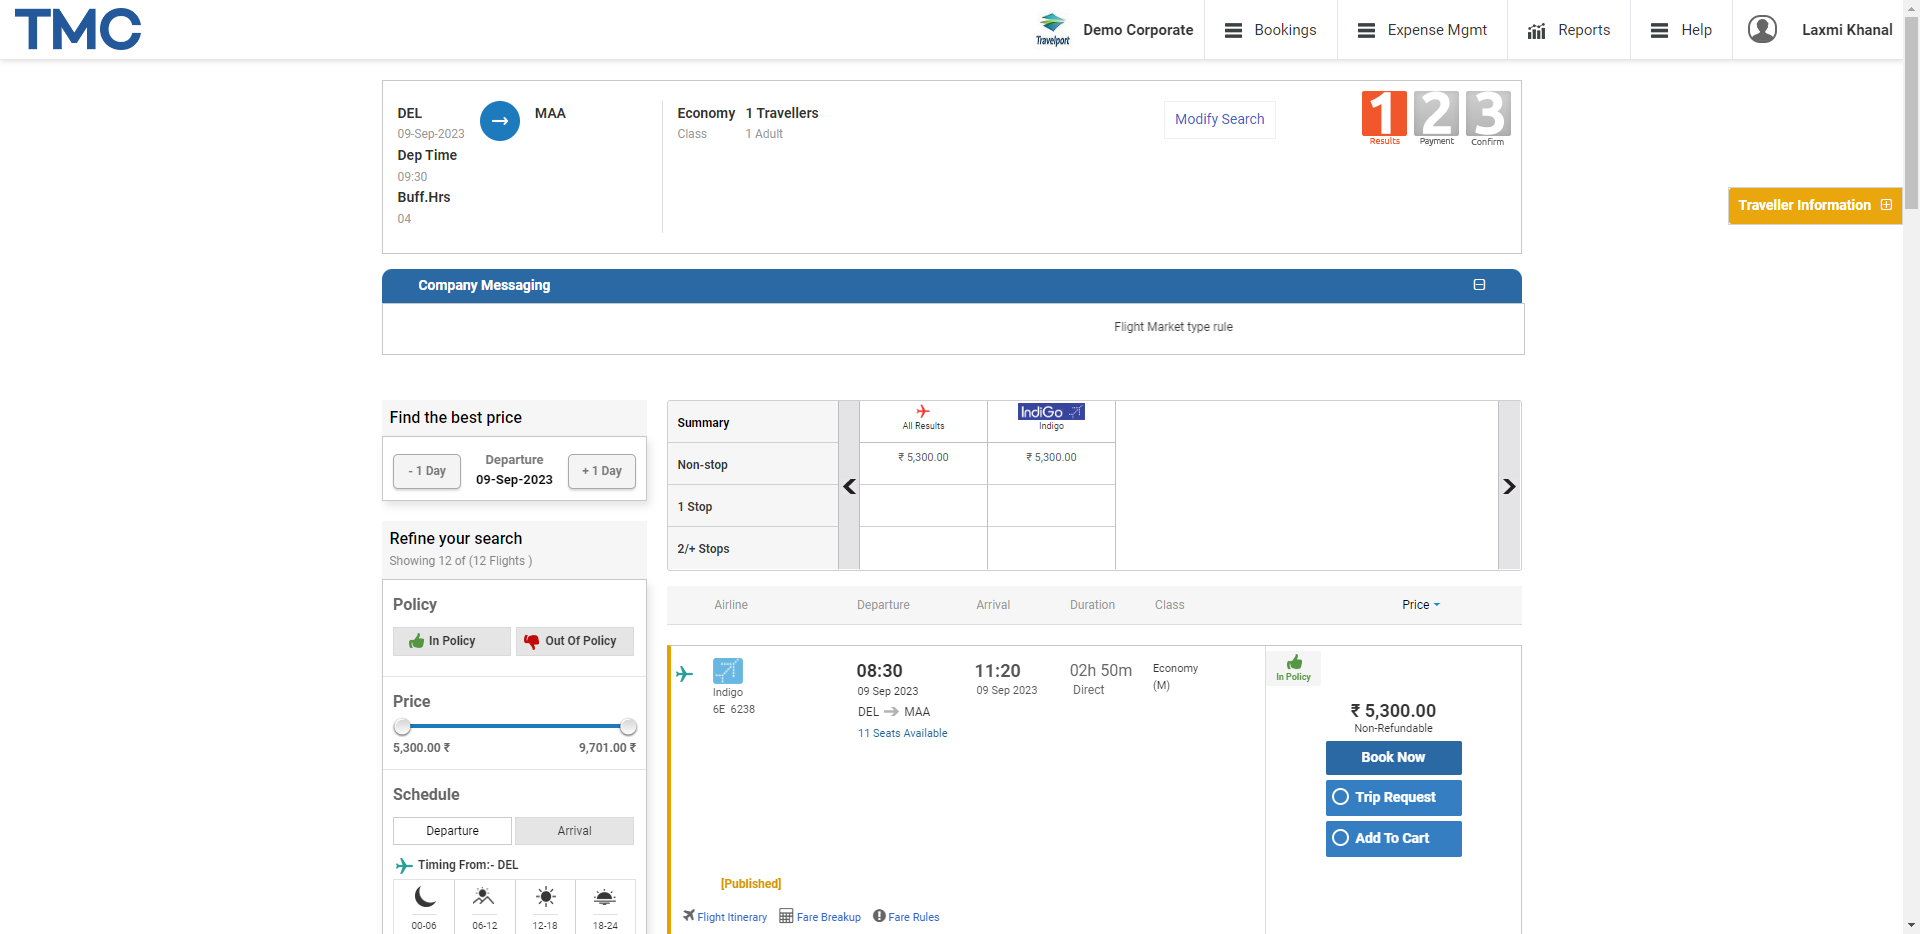 TMC
Travelport
Demo Corporate
Bookings
Expense Mgmt
Reports
Help
Laxmi Khanal
DEL
MAA
09-Sep-2023
Dep Time
09:30
Buff.Hrs
04
Economy 1 Travellers
Class 1 Adult
Modify Search
1 2 3
Results Payment Confirm
Traveller Information
Company Messaging
Flight Market type rule
Find the best price
- 1 Day
Departure
09-Sep-2023
+ 1 Day
Refine your search
Showing 12 of (12 Flights )
Policy
In Policy
Out Of Policy
Price
5,300.00 ₹ 9,701.00 ₹
Schedule
Departure Arrival
Timing From:- DEL
00-06 06-12 12-18 18-24
Summary
All Results
IndiGo
Indigo
Non-stop ₹ 5,300.00 ₹ 5,300.00
1 Stop
2/+ Stops
Airline Departure Arrival Duration Class Price
Indigo
6E 6238
08:30
09 Sep 2023
DEL MAA
11 Seats Available
11:20
09 Sep 2023
02h 50m
Direct
Economy
(M)
In Policy
₹ 5,300.00
Non-Refundable
Book Now
Trip Request
Add To Cart
[Published]
Flight Itinerary Fare Breakup Fare Rules